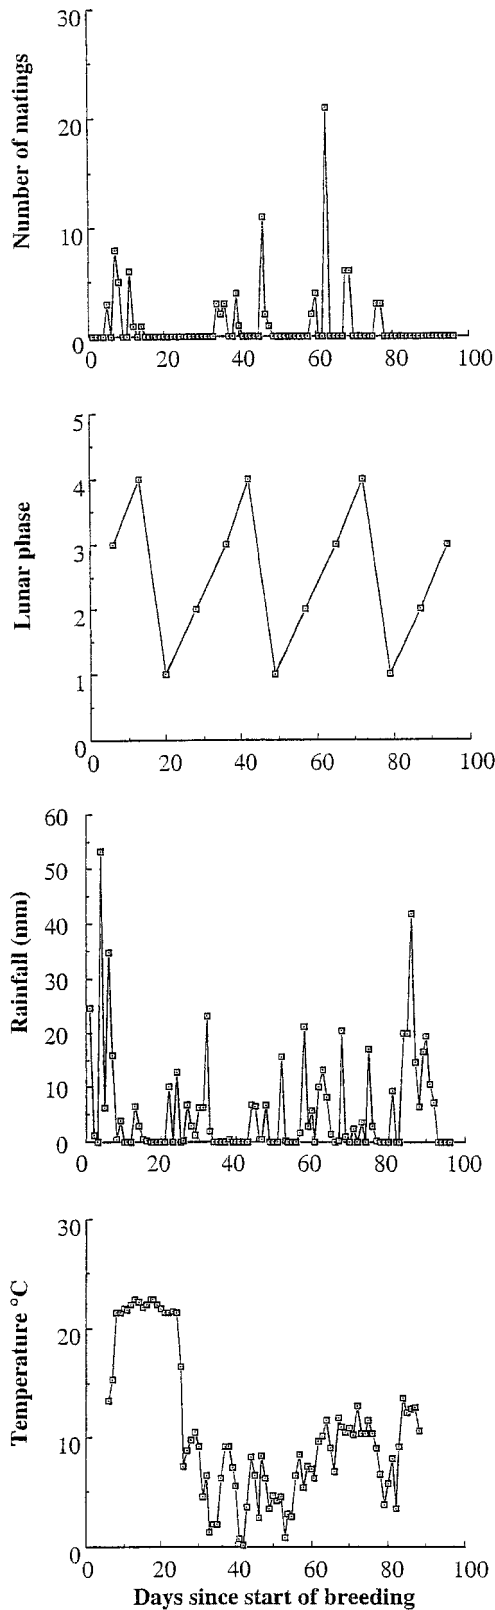 30
20
10
0
Number of matings
0 20 40 60 80 100
5
4
3
2
1
0
Lunar phase
0 20 40 60 80 100
60
50
40
30
20
10
0
Rainfall (mm)
0 20 40 60 80 100
30
20
10
0
Temperature °C
0 20 40 60 80 100
Days since start of breeding